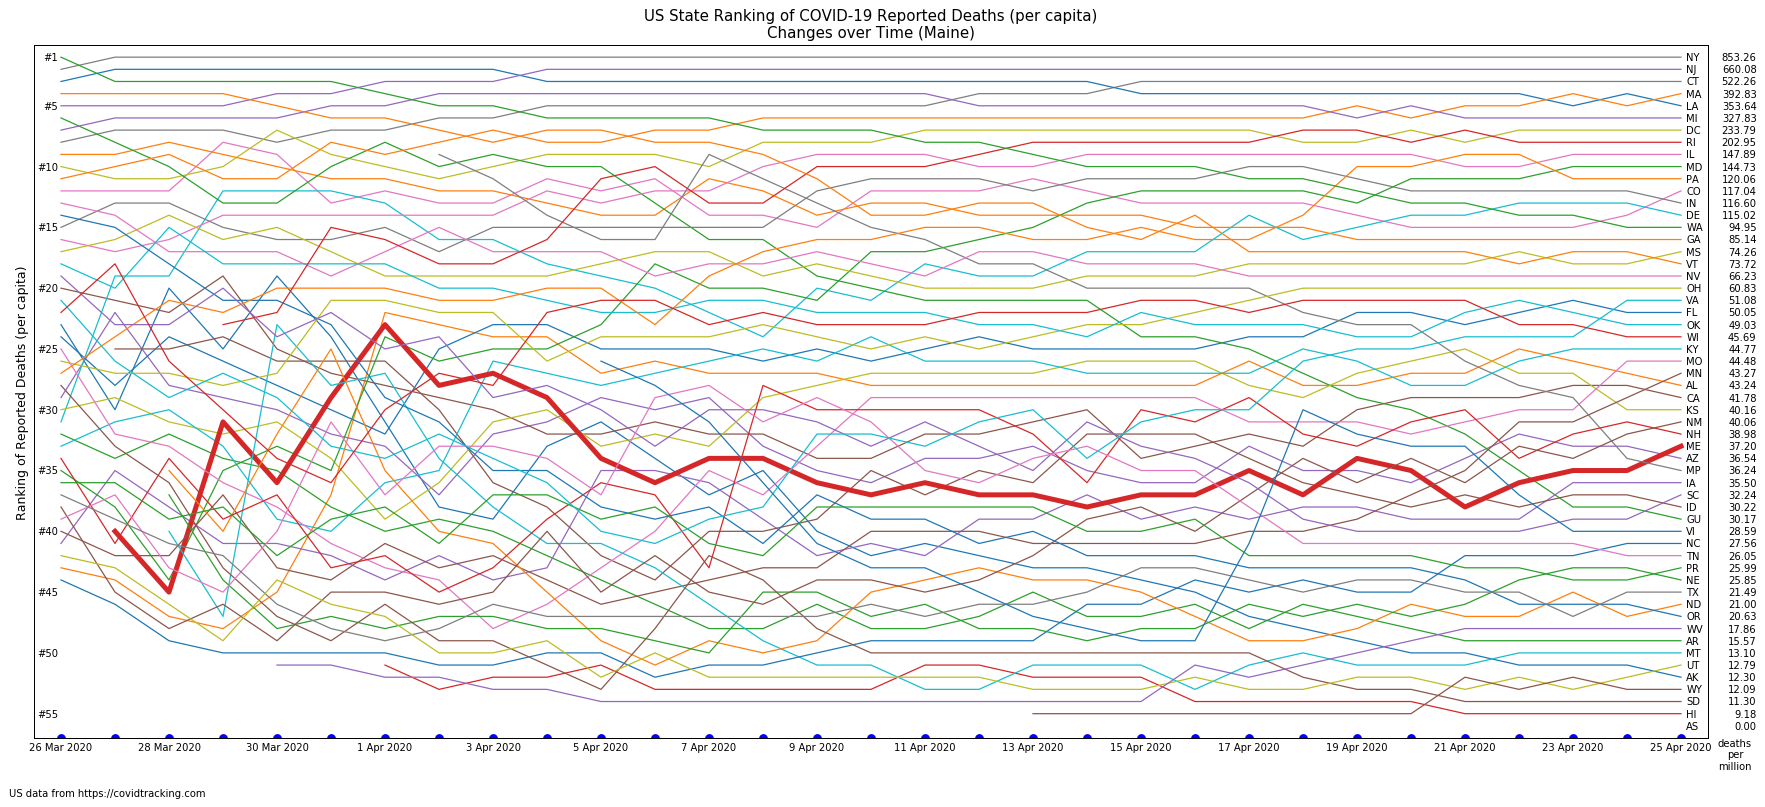 US State Ranking of COVID-19 Reported Deaths (per capita)
Changes over Time (Maine)
Ranking of Reported Deaths (per capita)
#1
#5
#10
#15
#20
#25
#30
#35
#40
#45
#50
#55
NY 853.26
NJ 660.08
CT 522.26
MA 392.83
LA 353.64
MI 327.83
DC 233.79
RI 202.95
IL 147.89
MD 144.73
PA 120.06
CO 117.04
IN 116.60
DE 115.02
WA 94.95
GA 85.14
MS 74.26
VT 73.72
NV 66.23
OH 60.83
VA 51.08
FL 50.05
OK 49.03
WI 45.69
KY 44.77
MO 44.48
MN 43.27
AL 43.24
CA 41.78
KS 40.16
NM 40.06
NH 38.98
ME 37.20
AZ 36.54
MP 36.24
IA 35.50
SC 32.24
ID 30.22
GU 30.17
VI 28.59
NC 27.56
TN 26.05
PR 25.99
NE 25.85
TX 21.49
ND 21.00
OR 20.63
WV 17.86
AR 15.57
MT 13.10
UT 12.79
AK 12.30
WY 12.09
SD 11.30
HI 9.18
AS 0.00
26 Mar 2020 28 Mar 2020 30 Mar 2020 1 Apr 2020 3 Apr 2020 5 Apr 2020 7 Apr 2020 9 Apr 2020 11 Apr 2020 13 Apr 2020 15 Apr 2020 17 Apr 2020 19 Apr 2020 21 Apr 2020 23 Apr 2020 25 Apr 2020
deaths
per
million
US data from https://covidtracking.com